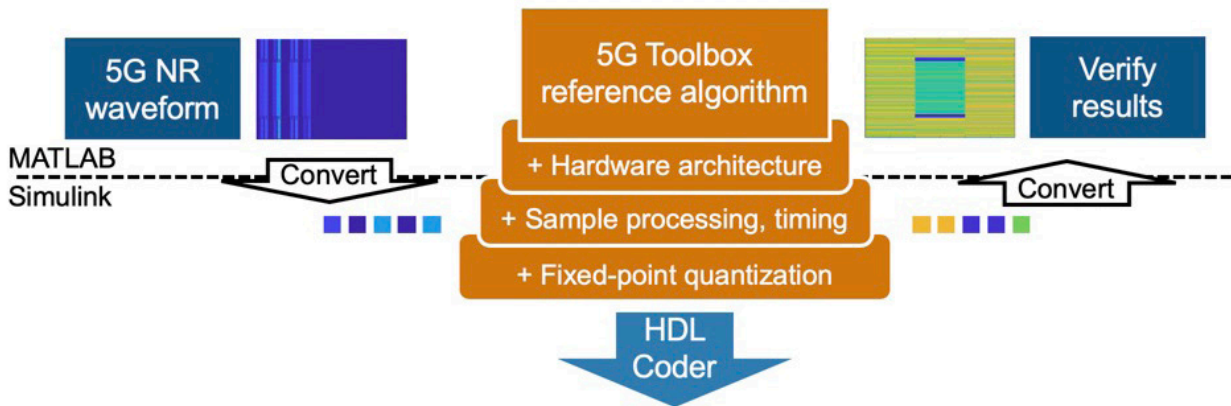 5G NR
waveform
5G Toolbox
reference algorithm
Verify
results
MATLAB
Simulink
Convert
+ Hardware architecture
Convert
+ Sample processing, timing
+ Fixed-point quantization
HDL
Coder